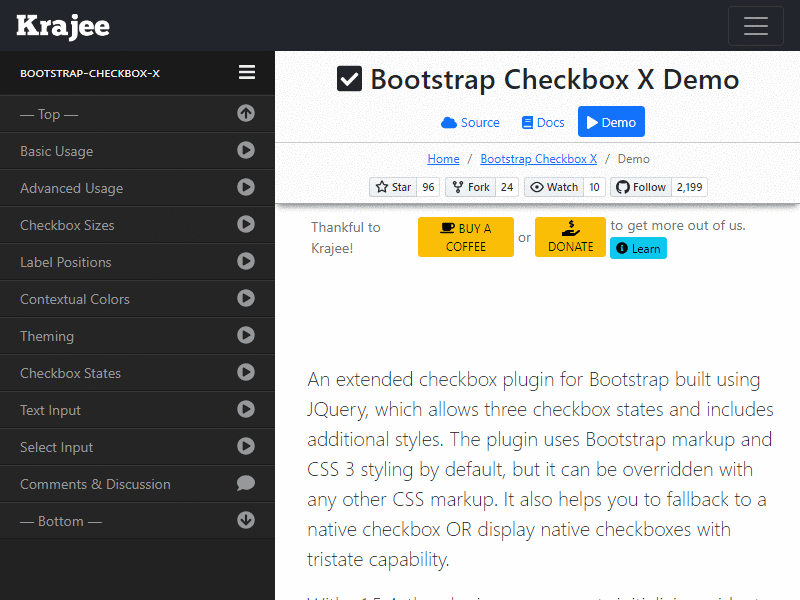 Krajee
BOOTSTRAP-CHECKBOX-X
— Top —
Basic Usage
Advanced Usage
Checkbox Sizes
Label Positions
Contextual Colors
Theming
Checkbox States
Text Input
Select Input
Comments & Discussion
— Bottom —
Bootstrap Checkbox X Demo
Source Docs Demo
Home / Bootstrap Checkbox X / Demo
Star 96 Fork 24 Watch 10 Follow 2,199
Thankful to
Krajee!
BUY A
COFFEE
or
$
DONATE
to get more out of us.
Learn
An extended checkbox plugin for Bootstrap built using
JQuery, which allows three checkbox states and includes
additional styles. The plugin uses Bootstrap markup and
CSS 3 styling by default, but it can be overridden with
any other CSS markup. It also helps you to fallback to a
native checkbox OR display native checkboxes with
tristate capability.